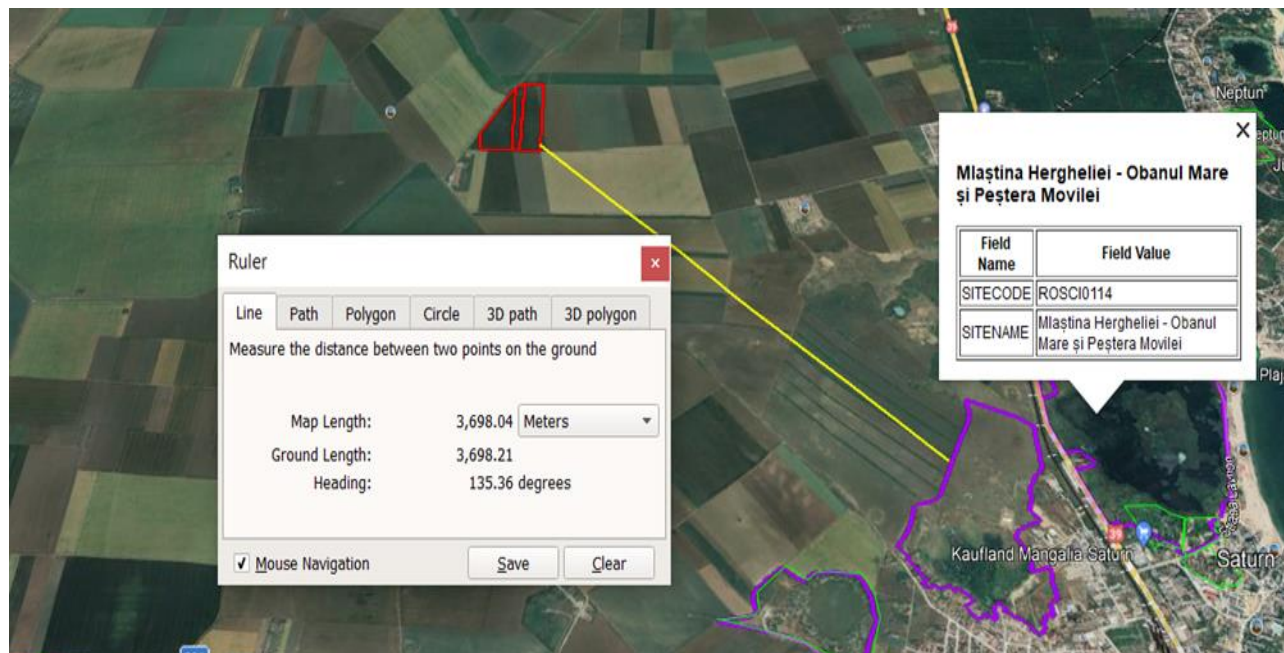 39
Neptun
Mlaștina Hergheliei - Obanul Mare
și Peștera Movilei
Field Name Field Value
SITECODE ROSCI0114
SITENAME Mlaștina Hergheliei - Obanul Mare și Peștera Movilei
Ruler
Line Path Polygon Circle 3D path 3D polygon
Measure the distance between two points on the ground
Map Length: 3,698.04 Meters
Ground Length: 3,698.21
Heading: 135.36 degrees
Mouse Navigation Save Clear
39
Kaufland Mangalia Saturn
Saturn